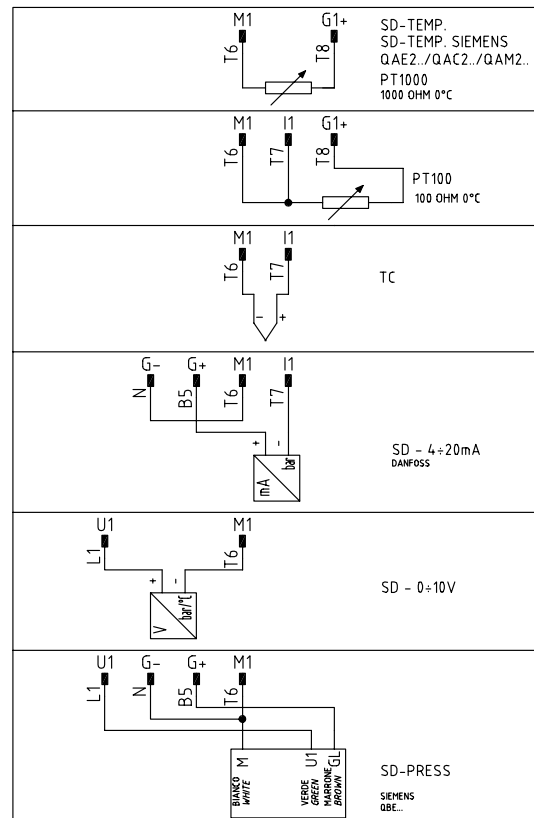 M1 G1+
T6 T8
SD-TEMP.
SD-TEMP. SIEMENS
QAE2../QAC2../QAM2..
PT1000
1000 OHM 0°C
M1 I1 G1+
T6 T7 T8
PT100
100 OHM 0°C
M1 I1
T6 T7
- +
TC
G- G+ M1 I1
N B5 T6 T7
+ -
mA bar
SD - 4÷20mA
DANFOSS
U1 M1
L1 T6
+ -
V bar/°C
SD - 0÷10V
U1 G- G+ M1
L1 N B5 T6
M U1 GL
BIANCO VERDE MARRONE
WHITE GREEN BROWN
SD-PRESS
SIEMENS
QBE...